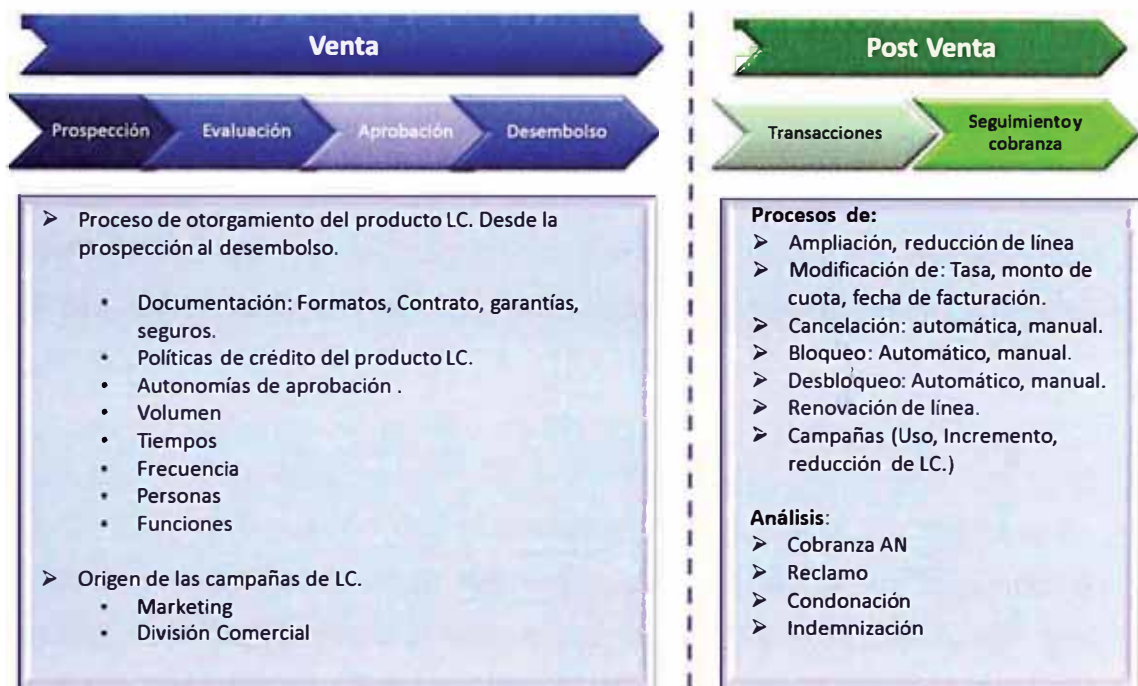 Venta
Prospección
Evaluación
Aprobación
Desembolso
➢ Proceso de otorgamiento del producto LC. Desde la
prospección al desembolso.
• Documentación: Formatos, Contrato, garantías,
seguros.
• Políticas de crédito del producto LC.
• Autonomías de aprobación .
• Volumen
• Tiempos
• Frecuencia
• Personas
• Funciones
➢ Origen de las campañas de LC.
• Marketing
• División Comercial
Post Venta
Transacciones
Seguimiento y
cobranza
Procesos de:
➢ Ampliación, reducción de línea
➢ Modificación de: Tasa, monto de
cuota, fecha de facturación.
➢ Cancelación: automática, manual.
➢ Bloqueo: Automático, manual.
➢ Desbloqueo: Automático, manual.
➢ Renovación de línea.
➢ Campañas (Uso, Incremento,
reducción de LC.)
Análisis:
➢ Cobranza AN
➢ Reclamo
➢ Condonación
➢ Indemnización